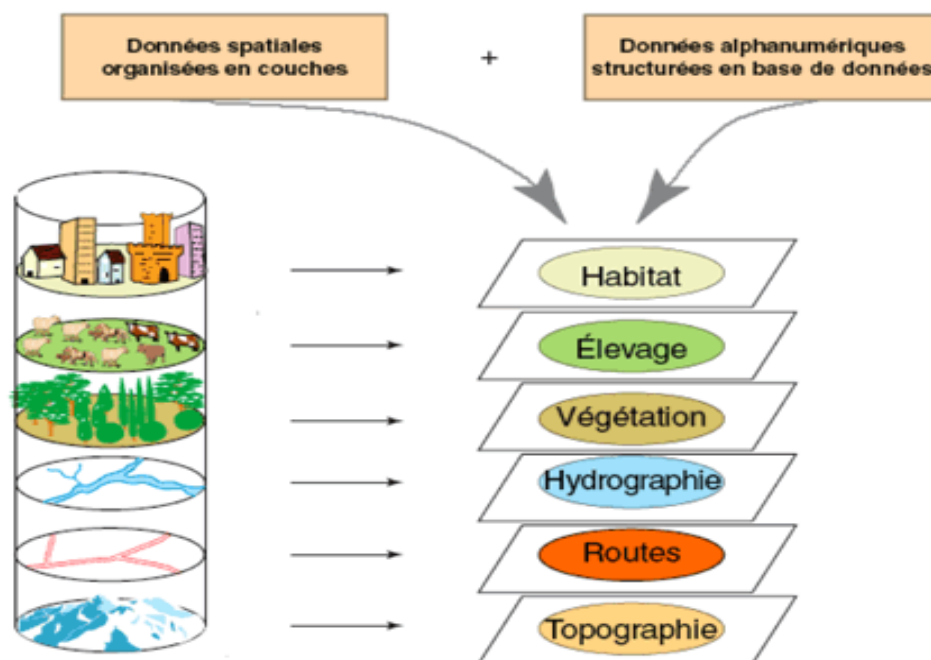 Données spatiales
organisées en couches
+
Données alphanumériques
structurées en base de données
Habitat
Élevage
Végétation
Hydrographie
Routes
Topographie